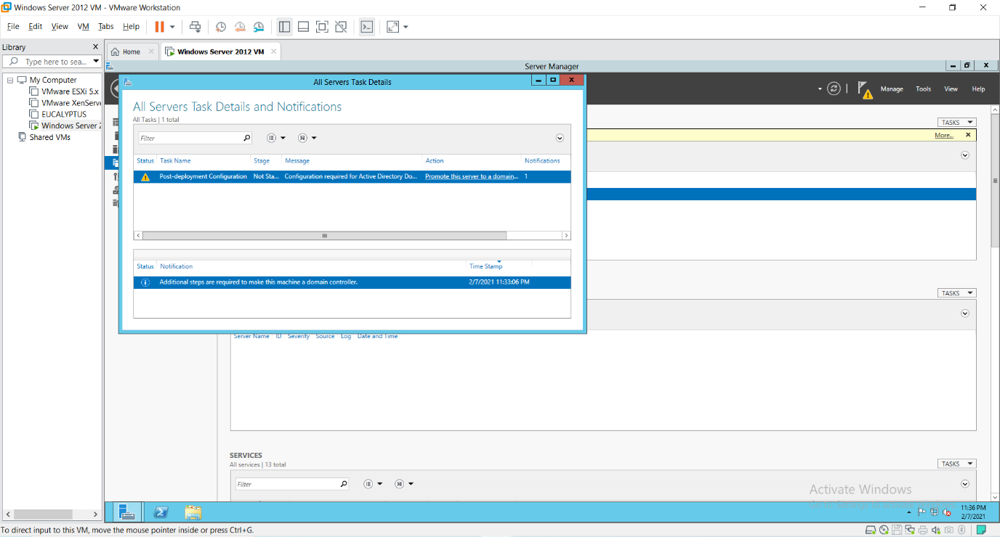 Windows Server 2012 VM - VMware Workstation
File Edit View VM Tabs Help
Library
Type here to sea...
My Computer
VMware ESXi 5.x
VMware XenServe
EUCALYPTUS
Windows Server 2
Shared VMs
Home
Windows Server 2012 VM
Server Manager
Manage Tools View Help
All Servers Task Details
All Servers Task Details and Notifications
All Tasks | 1 total
Filter
Status Task Name Stage Message Action Notifications
Post-deployment Configuration Not Sta... Configuration required for Active Directory Do... Promote this server to a domain... 1
Status Notification Time Stamp
Additional steps are required to make this machine a domain controller. 2/7/2021 11:33:06 PM
TASKS
More...
TASKS
Server Name ID Severity Source Log Date and Time
SERVICES
All services | 13 total
TASKS
Filter
Activate Windows
11:36 PM
2/7/2021
To direct input to this VM, move the mouse pointer inside or press Ctrl+G.